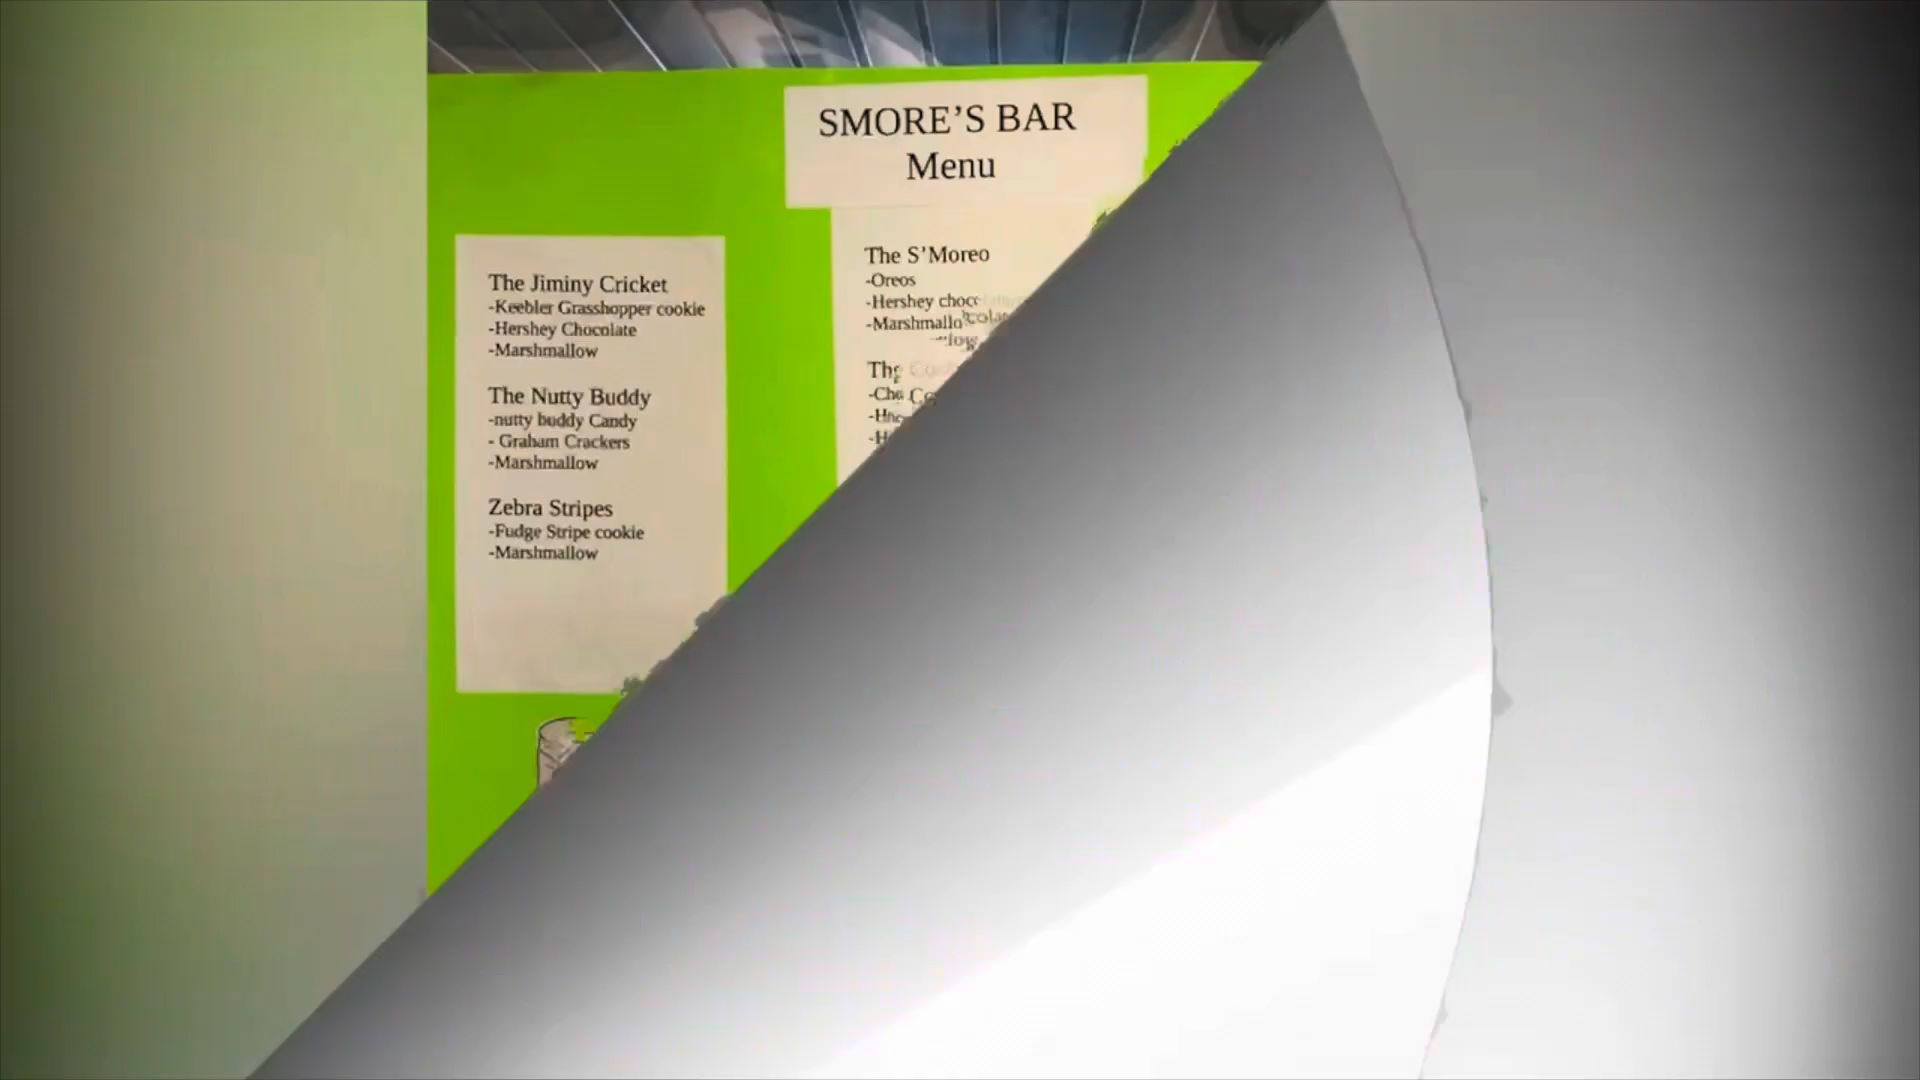 SMORE'S BAR
Menu
The Jiminy Cricket
-Keebler Grasshopper cookie
-Hershey Chocolate
-Marshmallow
The Nutty Buddy
-nutty buddy Candy
- Graham Crackers
-Marshmallow
Zebra Stripes
-Fudge Stripe cookie
-Marshmallow
The S'Moreo
-Oreos
-Hershey